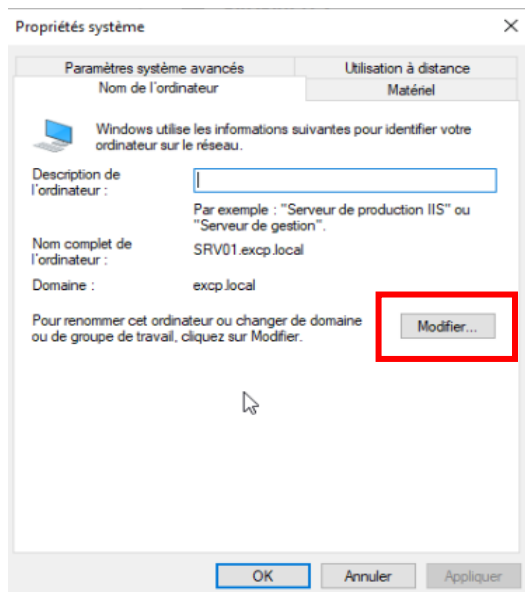 Propriétés système
Paramètres système avancés
Utilisation à distance
Nom de l'ordinateur
Matériel
Windows utilise les informations suivantes pour identifier votre
ordinateur sur le réseau.
Description de
l'ordinateur :
Par exemple : "Serveur de production IIS" ou
"Serveur de gestion".
Nom complet de
l'ordinateur :
SRV01.excp.local
Domaine :
excp.local
Pour renommer cet ordinateur ou changer de domaine
ou de groupe de travail, cliquez sur Modifier.
Modifier...
OK
Annuler
Appliquer